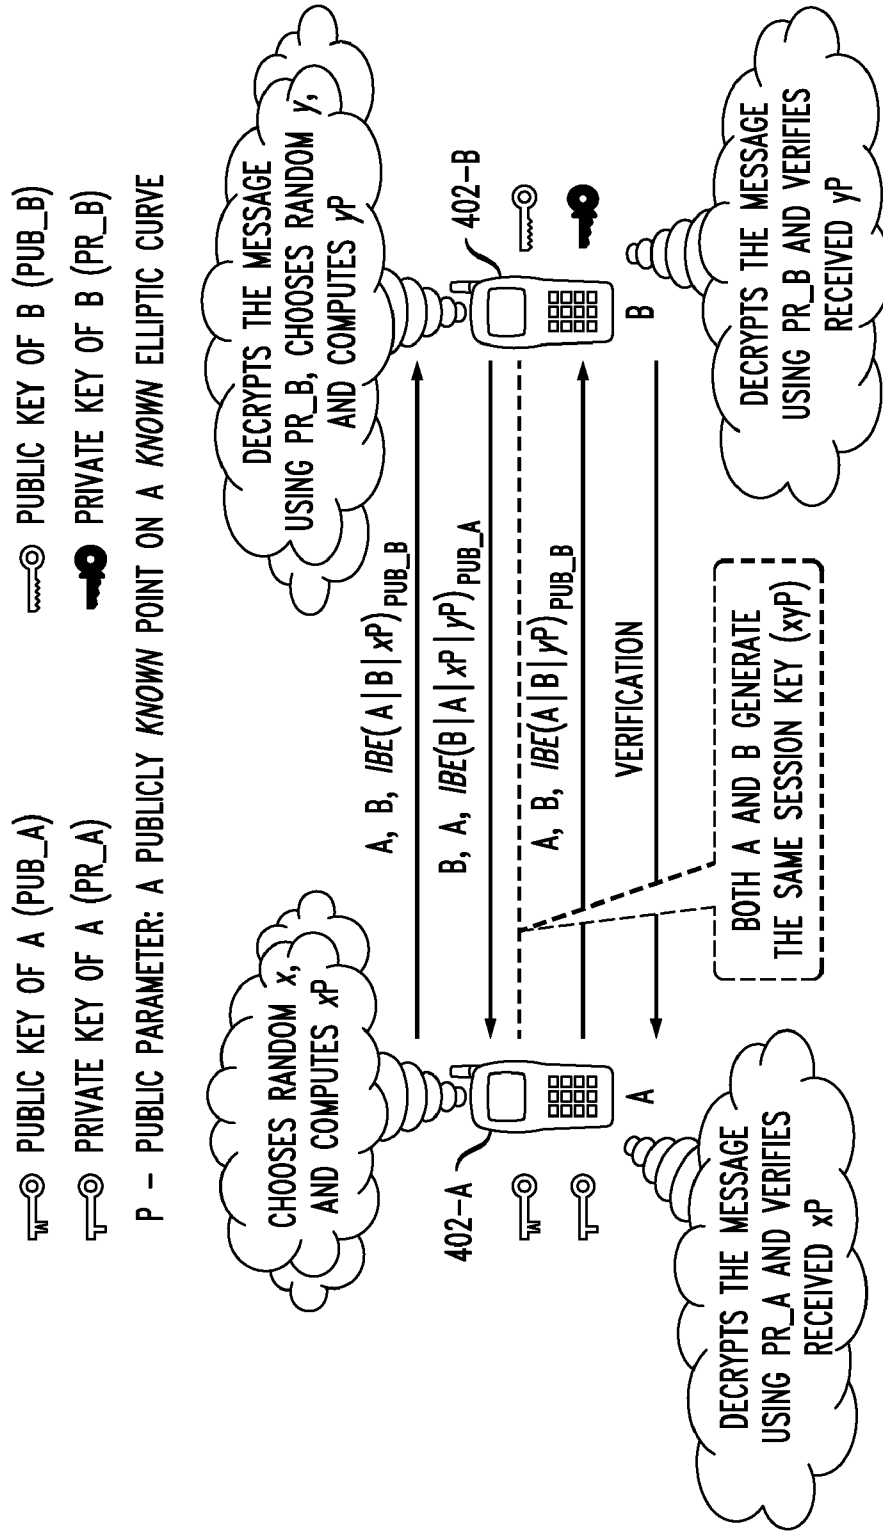 PUBLIC KEY OF A (PUB_A)
PRIVATE KEY OF A (PR_A)
PUBLIC KEY OF B (PUB_B)
PRIVATE KEY OF B (PR_B)
P – PUBLIC PARAMETER: A PUBLICLY KNOWN POINT ON A KNOWN ELLIPTIC CURVE
CHOOSES RANDOM x,
AND COMPUTES xP
DECRYPTS THE MESSAGE
USING PR_B, CHOOSES RANDOM y,
AND COMPUTES yP
402-A
402-B
A, B, IBE(A|B|xP)PUB_B
B, A, IBE(B|A|xP|yP)PUB_A
A, B, IBE(A|B|yP)PUB_B
VERIFICATION
A
B
DECRYPTS THE MESSAGE
USING PR_A AND VERIFIES
RECEIVED xP
BOTH A AND B GENERATE
THE SAME SESSION KEY (xyP)
DECRYPTS THE MESSAGE
USING PR_B AND VERIFIES
RECEIVED yP